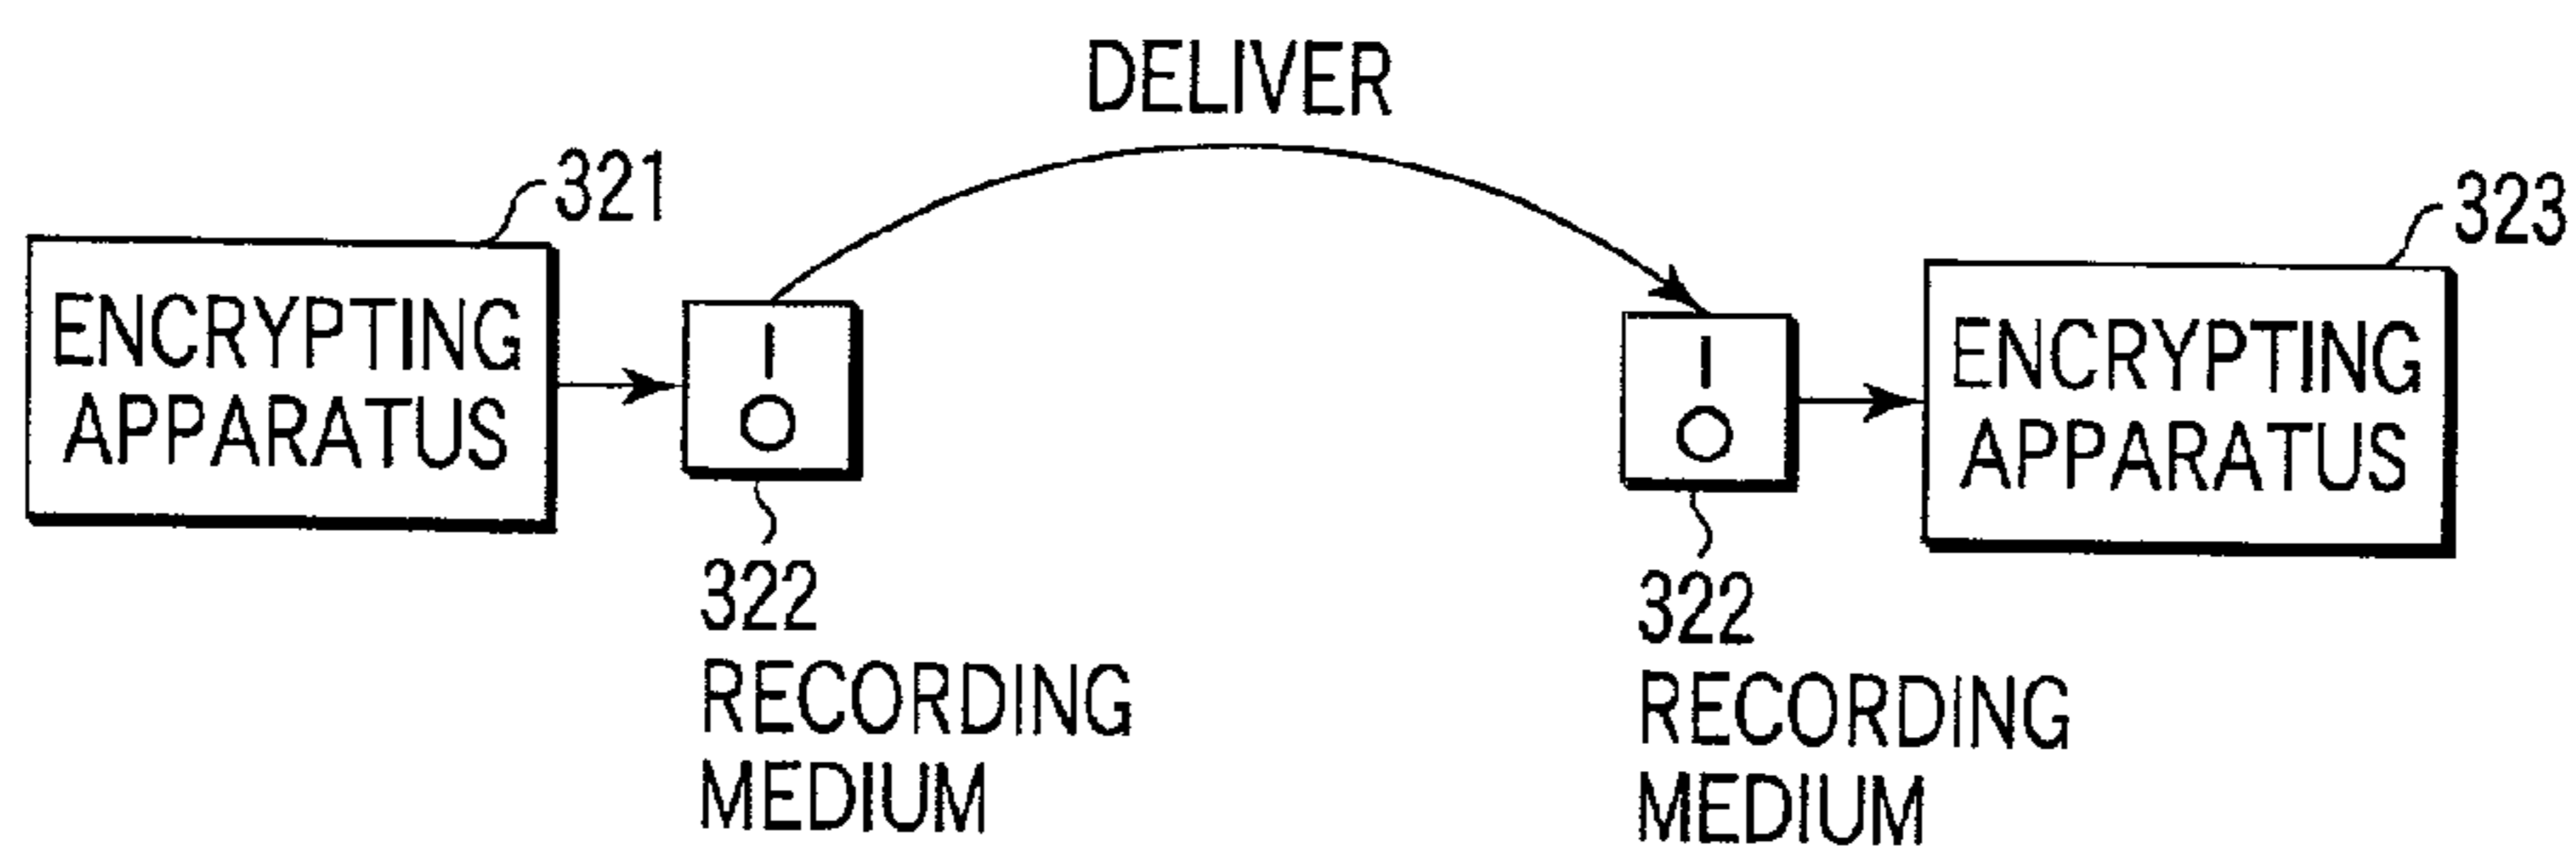 DELIVER
321
323
ENCRYPTING
APPARATUS
ENCRYPTING
APPARATUS
322
RECORDING
MEDIUM
322
RECORDING
MEDIUM